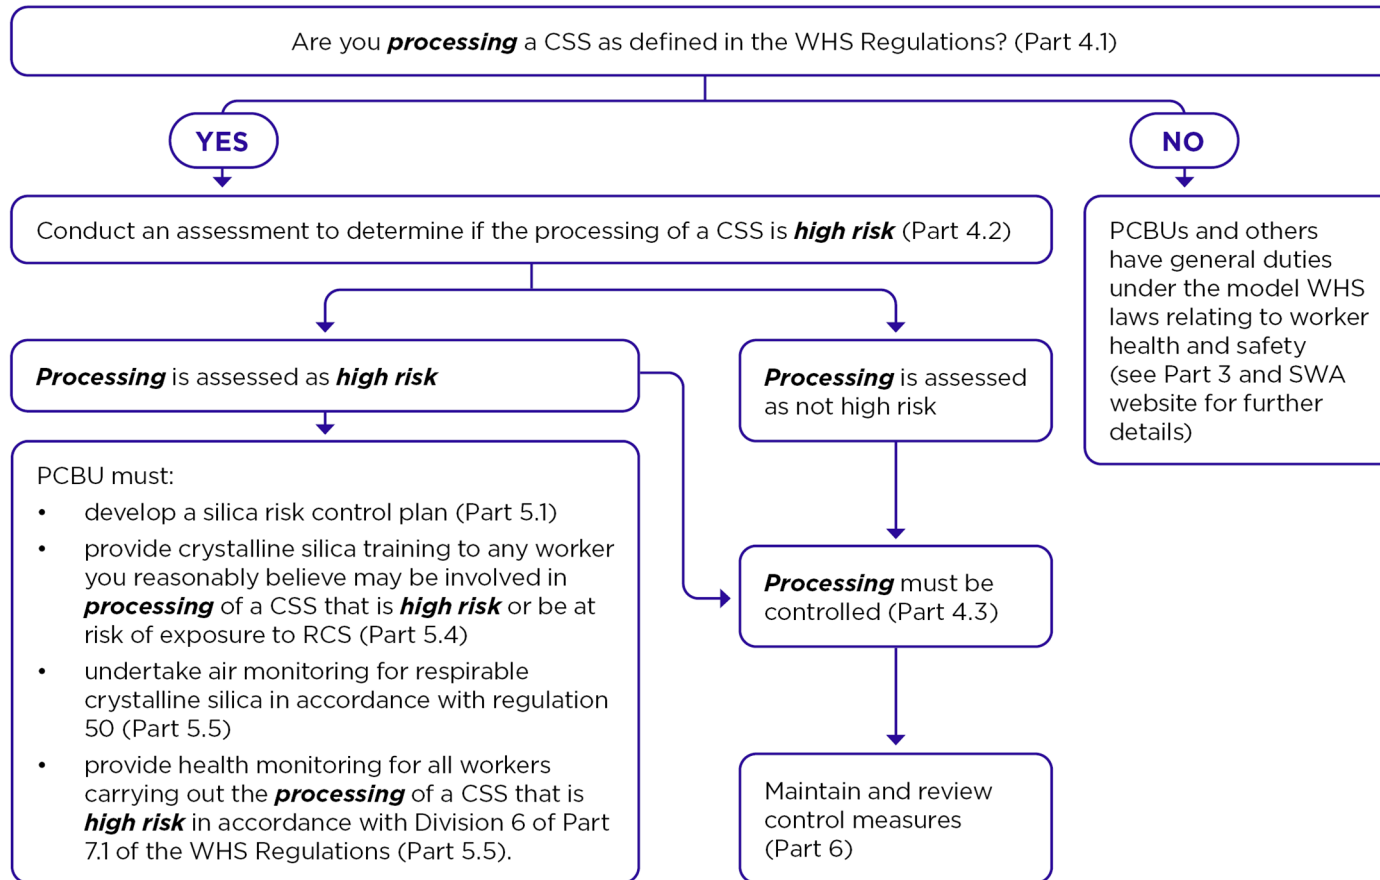 Are you processing a CSS as defined in the WHS Regulations? (Part 4.1)
YES
NO
Conduct an assessment to determine if the processing of a CSS is high risk (Part 4.2)
PCBUs and others
have general duties
under the model WHS
laws relating to worker
health and safety
(see Part 3 and SWA
website for further
details)
Processing is assessed as high risk
Processing is assessed
as not high risk
PCBU must:
• develop a silica risk control plan (Part 5.1)
• provide crystalline silica training to any worker
you reasonably believe may be involved in
processing of a CSS that is high risk or be at
risk of exposure to RCS (Part 5.4)
• undertake air monitoring for respirable
crystalline silica in accordance with regulation
50 (Part 5.5)
• provide health monitoring for all workers
carrying out the processing of a CSS that is
high risk in accordance with Division 6 of Part
7.1 of the WHS Regulations (Part 5.5).
Processing must be
controlled (Part 4.3)
Maintain and review
control measures
(Part 6)